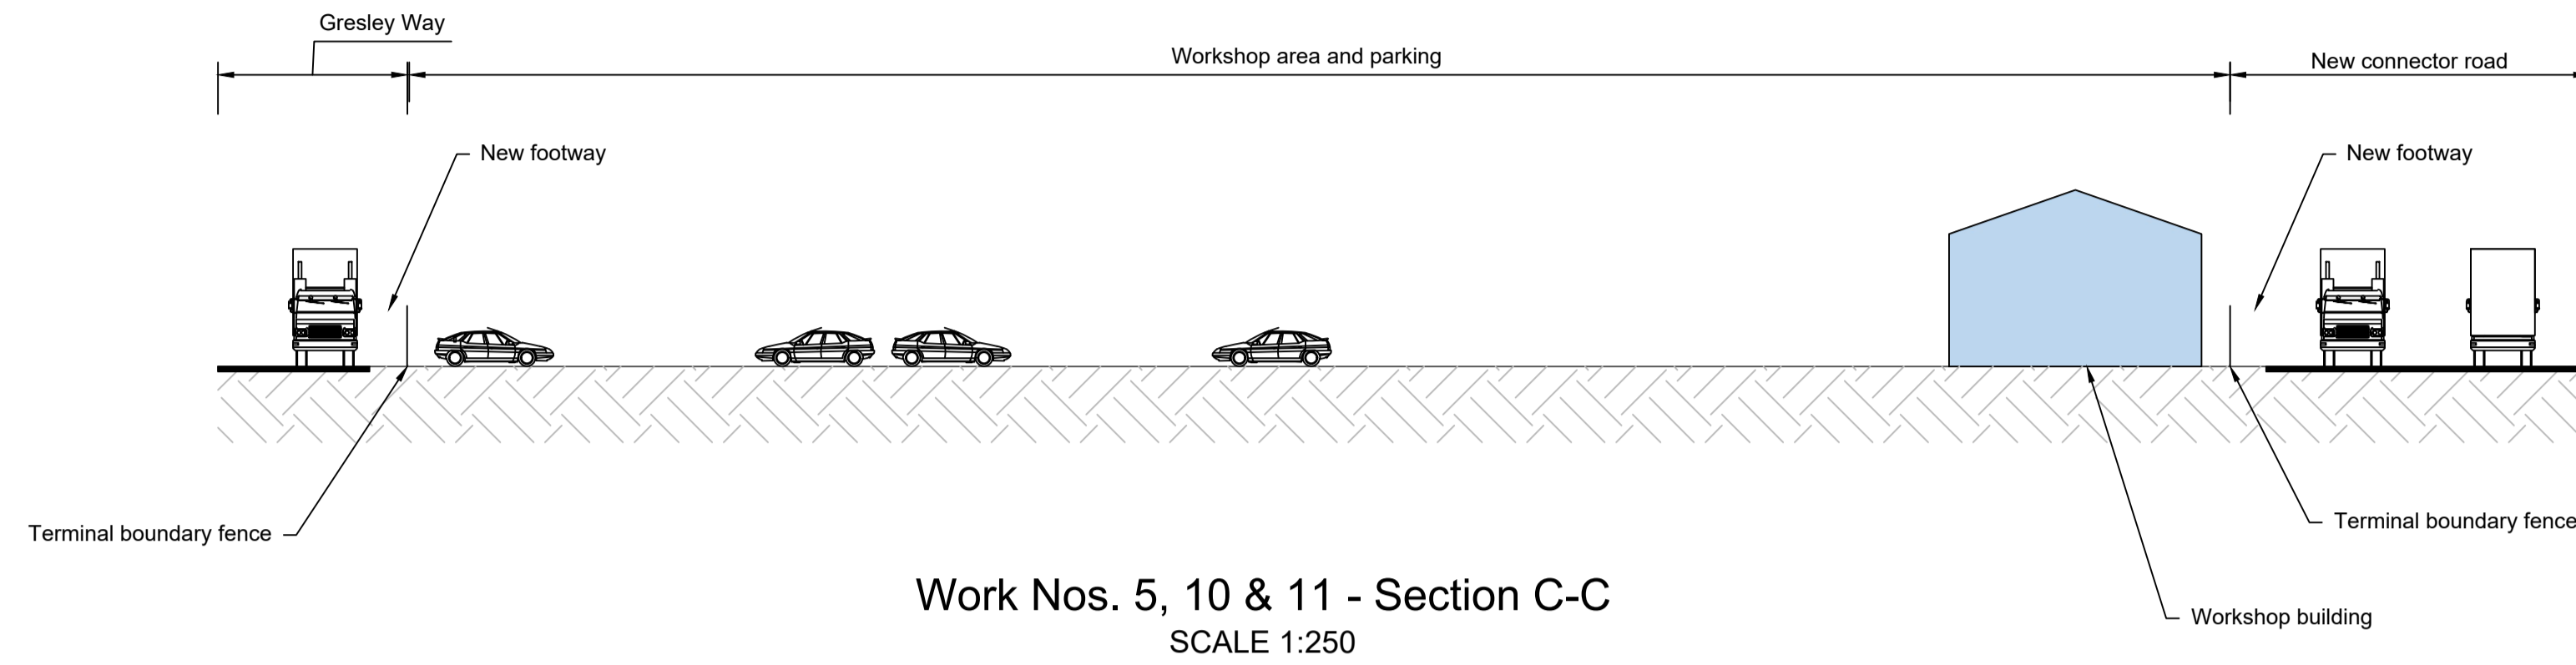 Gresley Way
Workshop area and parking
New connector road
New footway
New footway
Terminal boundary fence
Terminal boundary fence
Work Nos. 5, 10 & 11 - Section C-C
SCALE 1:250
Workshop building